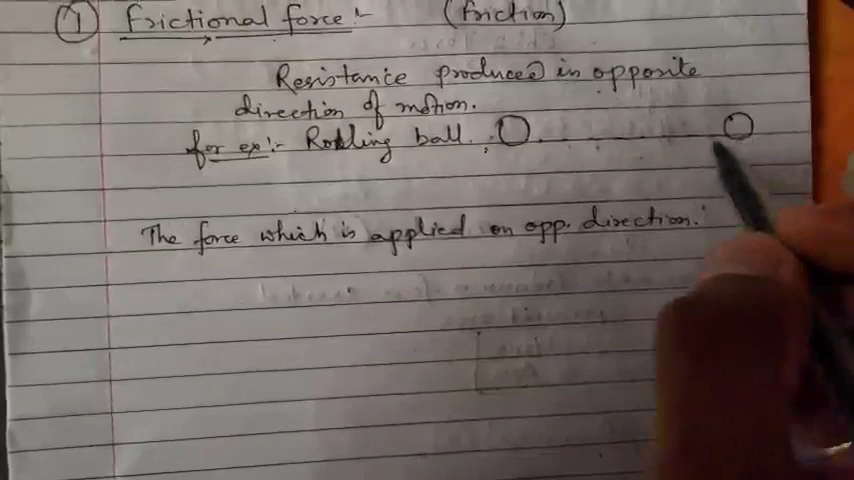 1 Frictional force :- (Friction)
Resistance produced in opposite
direction of motion.
for ex:- Rolling ball.
The force which is applied on opp. direction.